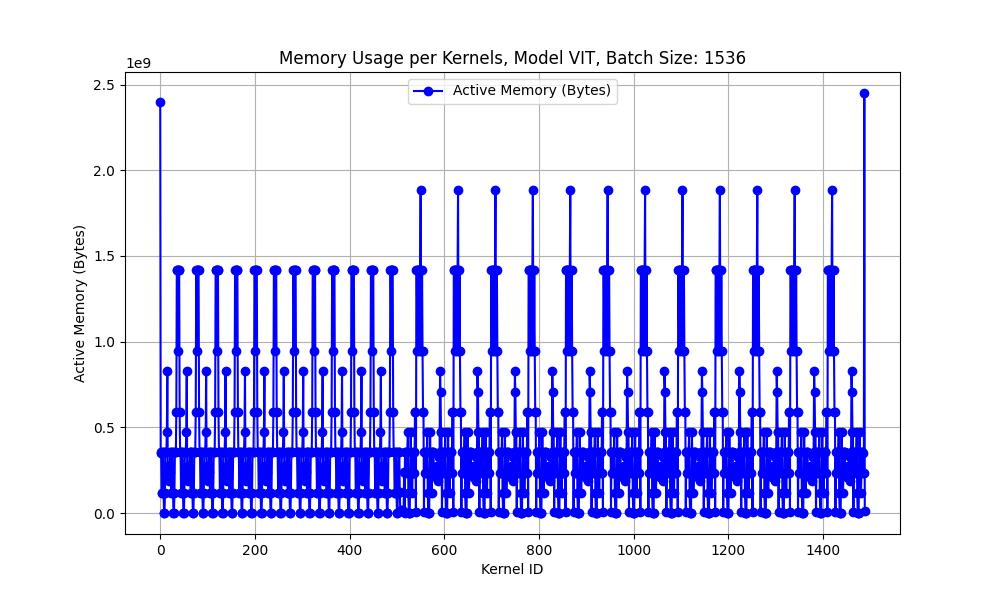 Memory Usage per Kernels, Model VIT, Batch Size: 1536
1e9
Active Memory (Bytes)
2.5
2.0
1.5
1.0
0.5
0.0
Active Memory (Bytes)
0 200 400 600 800 1000 1200 1400
Kernel ID